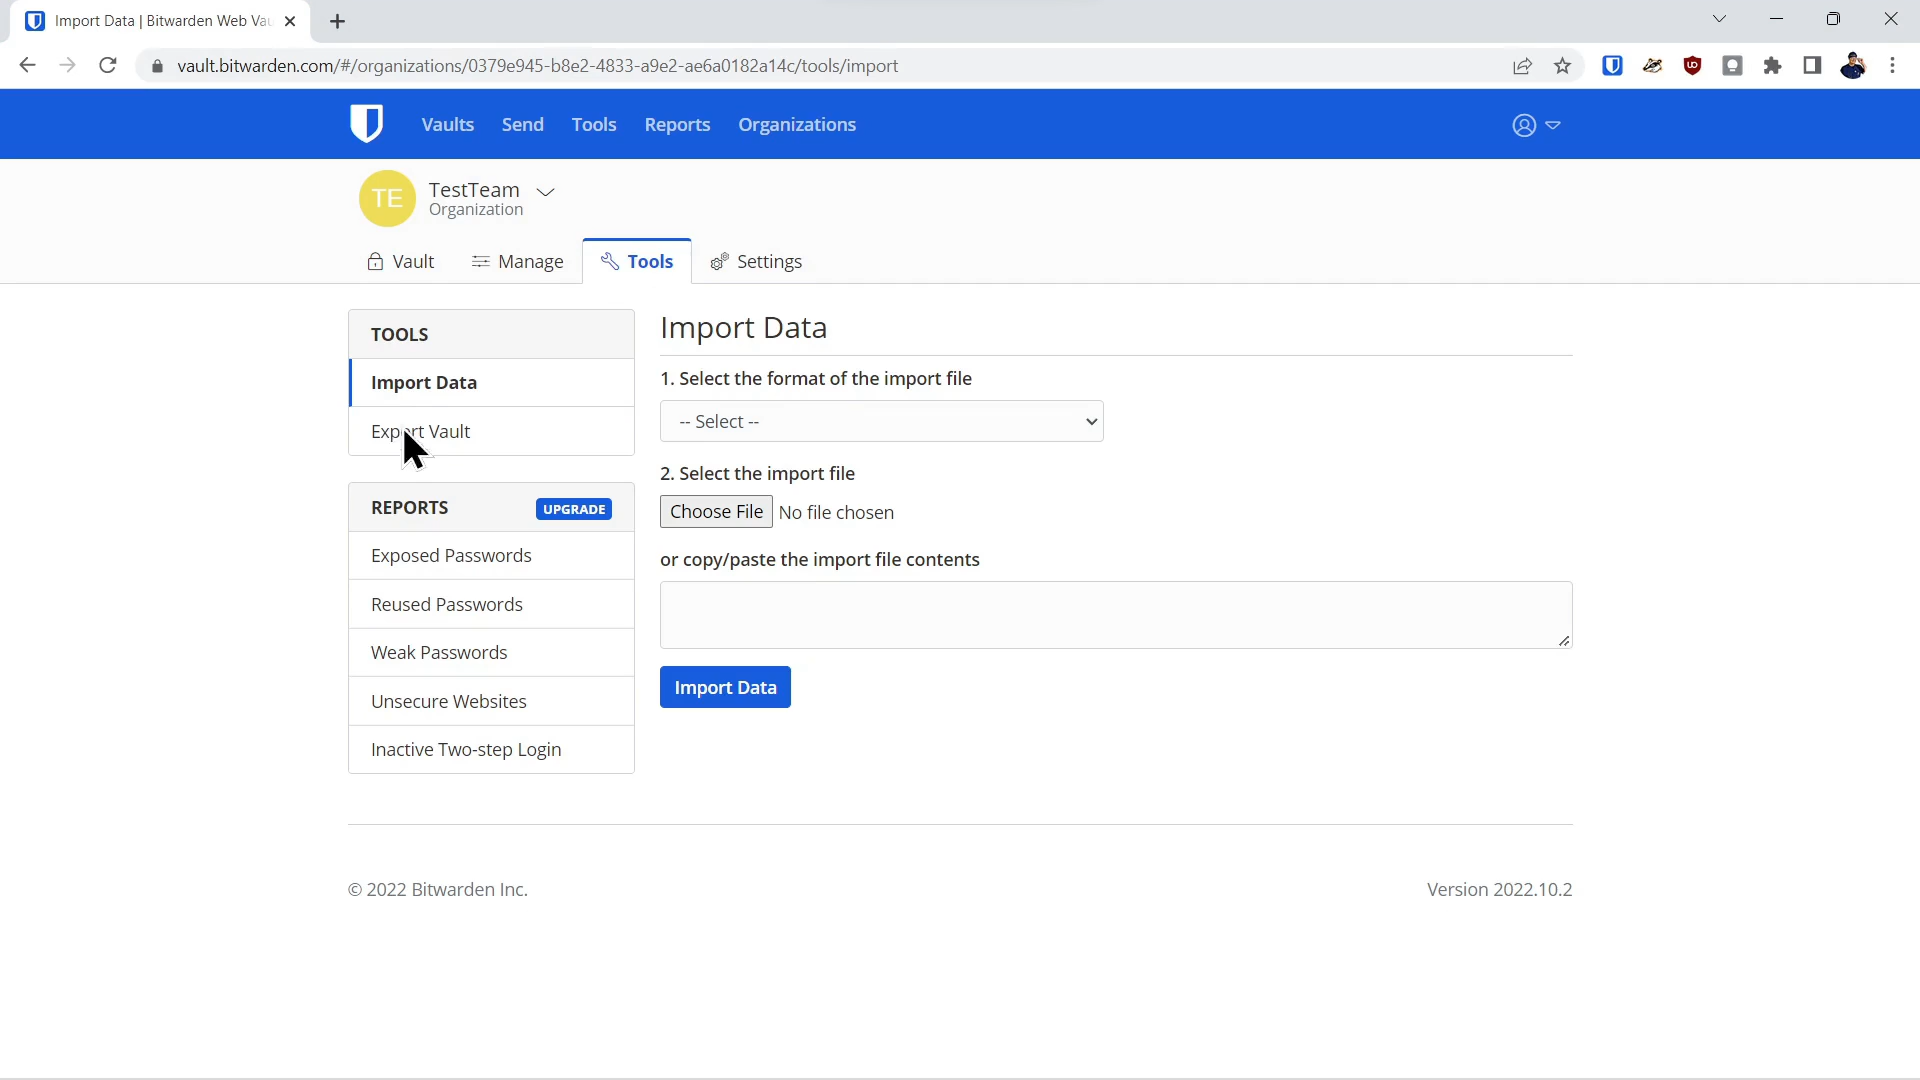 Import Data | Bitwarden Web Vau
vault.bitwarden.com/#/organizations/0379e945-b8e2-4833-a9e2-ae6a0182a14c/tools/import
Vaults Send Tools Reports Organizations
TE TestTeam
Organization
Vault Manage Tools Settings
TOOLS
Import Data
Export Vault
REPORTS UPGRADE
Exposed Passwords
Reused Passwords
Weak Passwords
Unsecure Websites
Inactive Two-step Login
Import Data
1. Select the format of the import file
-- Select --
2. Select the import file
Choose File No file chosen
or copy/paste the import file contents
Import Data
© 2022 Bitwarden Inc. Version 2022.10.2